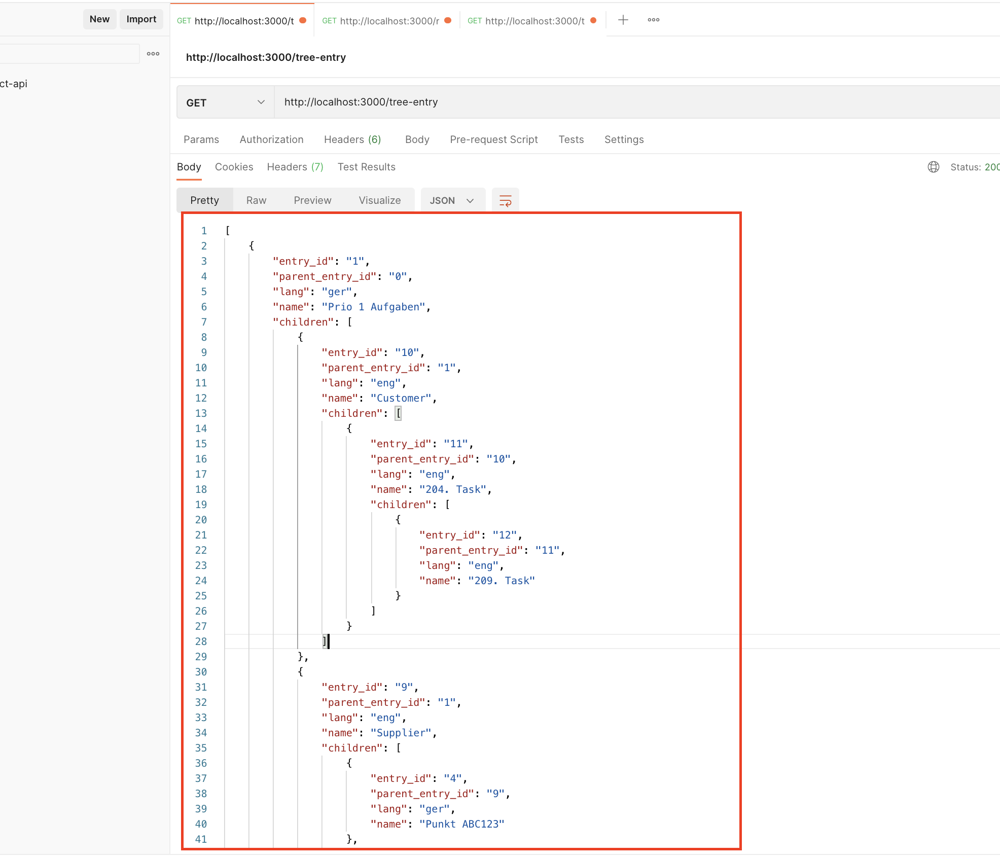 New Import
GET http://localhost:3000/t GET http://localhost:3000/r GET http://localhost:3000/t
http://localhost:3000/tree-entry
ct-api
GET http://localhost:3000/tree-entry
Params Authorization Headers (6) Body Pre-request Script Tests Settings
Body Cookies Headers (7) Test Results Status: 200
Pretty Raw Preview Visualize JSON
1 [
2 {
3 "entry_id": "1",
4 "parent_entry_id": "0",
5 "lang": "ger",
6 "name": "Prio 1 Aufgaben",
7 "children": [
8 {
9 "entry_id": "10",
10 "parent_entry_id": "1",
11 "lang": "eng",
12 "name": "Customer",
13 "children": [
14 {
15 "entry_id": "11",
16 "parent_entry_id": "10",
17 "lang": "eng",
18 "name": "204. Task",
19 "children": [
20 {
21 "entry_id": "12",
22 "parent_entry_id": "11",
23 "lang": "eng",
24 "name": "209. Task"
25 }
26 ]
27 }
28 ]
29 },
30 {
31 "entry_id": "9",
32 "parent_entry_id": "1",
33 "lang": "eng",
34 "name": "Supplier",
35 "children": [
36 {
37 "entry_id": "4",
38 "parent_entry_id": "9",
39 "lang": "ger",
40 "name": "Punkt ABC123"
41 },